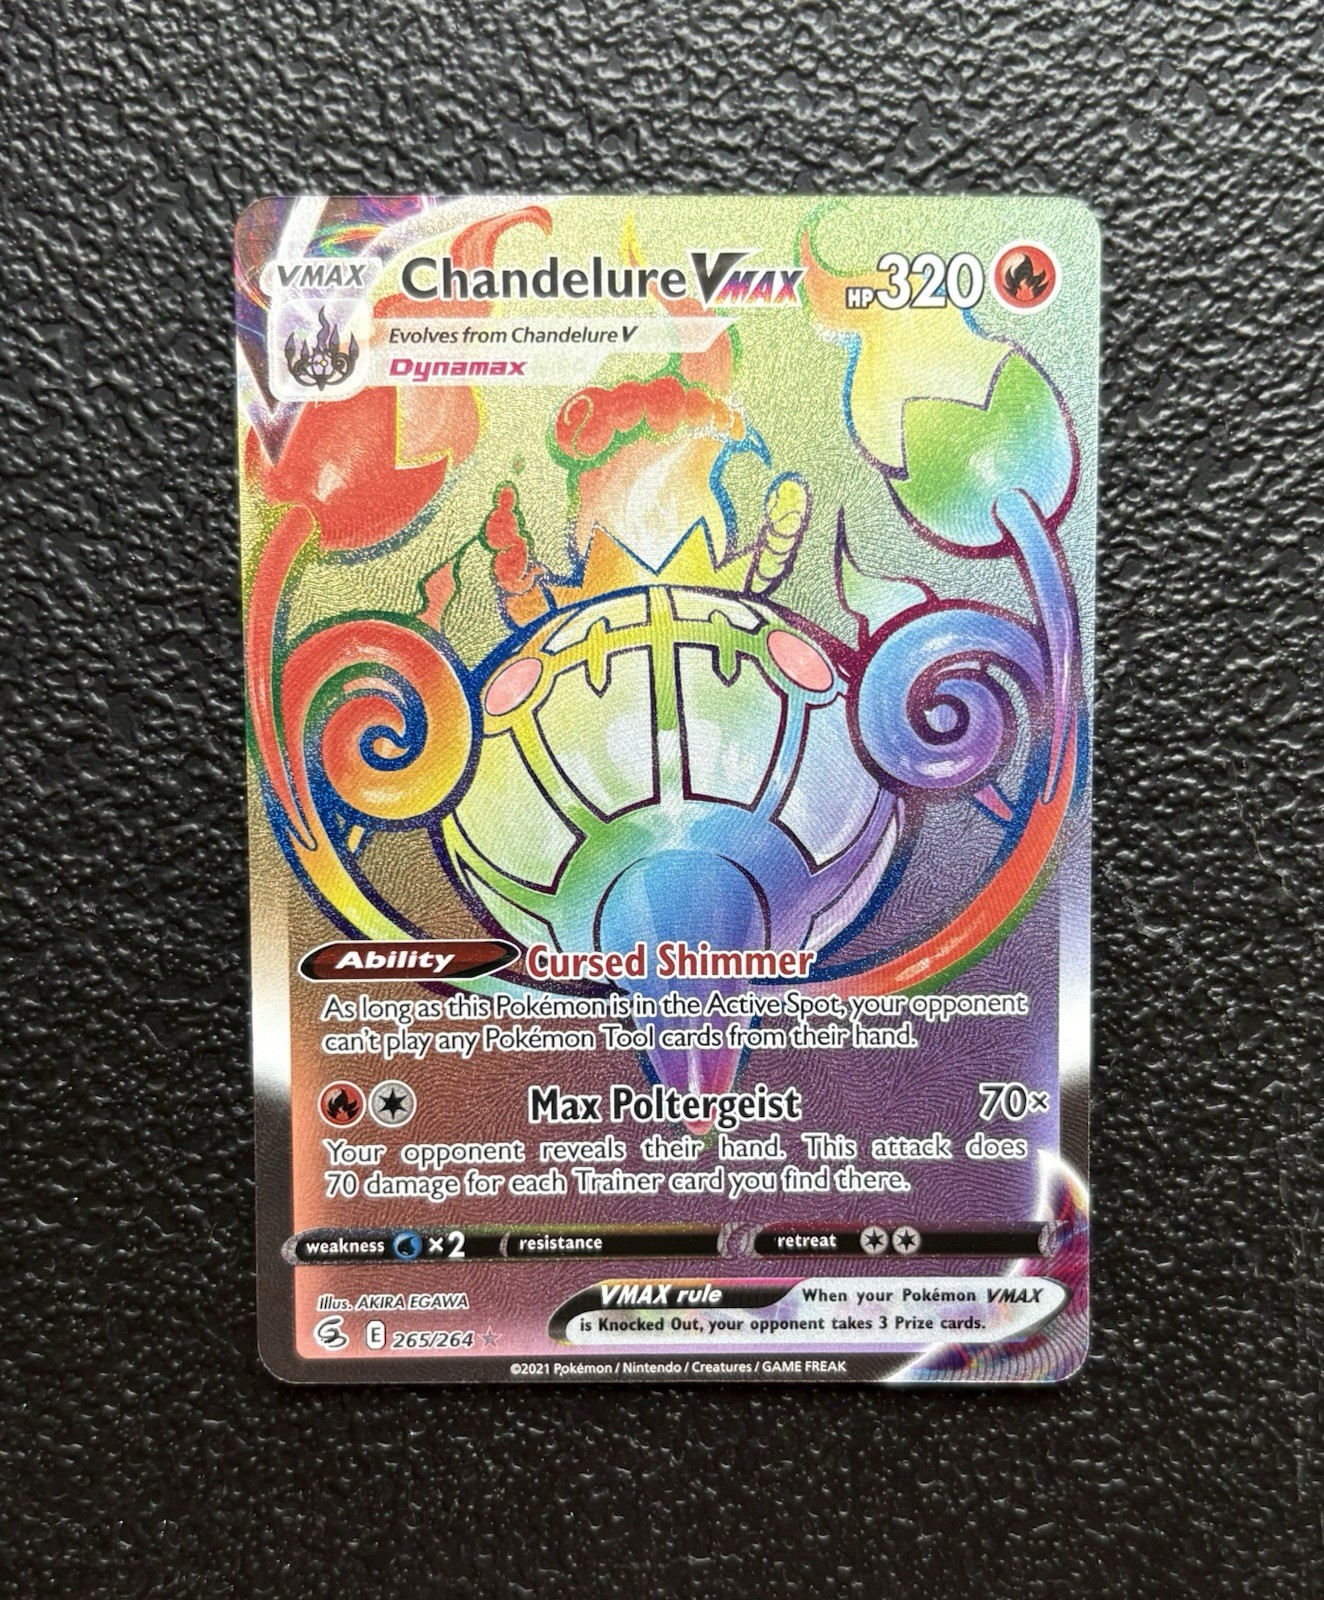 VMAX Chandelure VMAX HP 320
Evolves from Chandelure V
Dynamax
Ability Cursed Shimmer
As long as this Pokémon is in the Active Spot, your opponent
can't play any Pokémon Tool cards from their hand.
Max Poltergeist 70×
Your opponent reveals their hand. This attack does
70 damage for each Trainer card you find there.
weakness ×2 resistance retreat
VMAX rule When your Pokémon VMAX
is Knocked Out, your opponent takes 3 Prize cards.
Illus. AKIRA EGAWA
E 265/264
©2021 Pokémon / Nintendo / Creatures / GAME FREAK